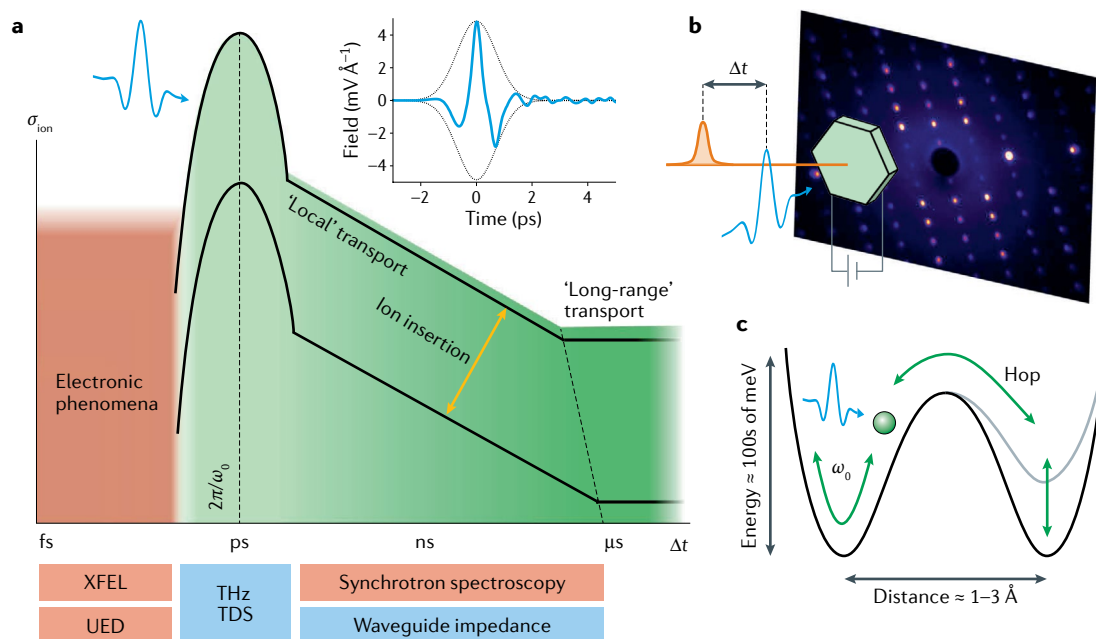 a
σion
Electronic
phenomena
2π/ω0
'Local' transport
Ion insertion
'Long-range'
transport
fs
ps
ns
μs
Δt
XFEL
UED
THz
TDS
Synchrotron spectroscopy
Waveguide impedance
Field (mV Å−1)
4
2
0
−2
−4
−2
0
2
4
Time (ps)
b
Δt
c
Energy ≈ 100s of meV
ω0
Hop
Distance ≈ 1–3 Å